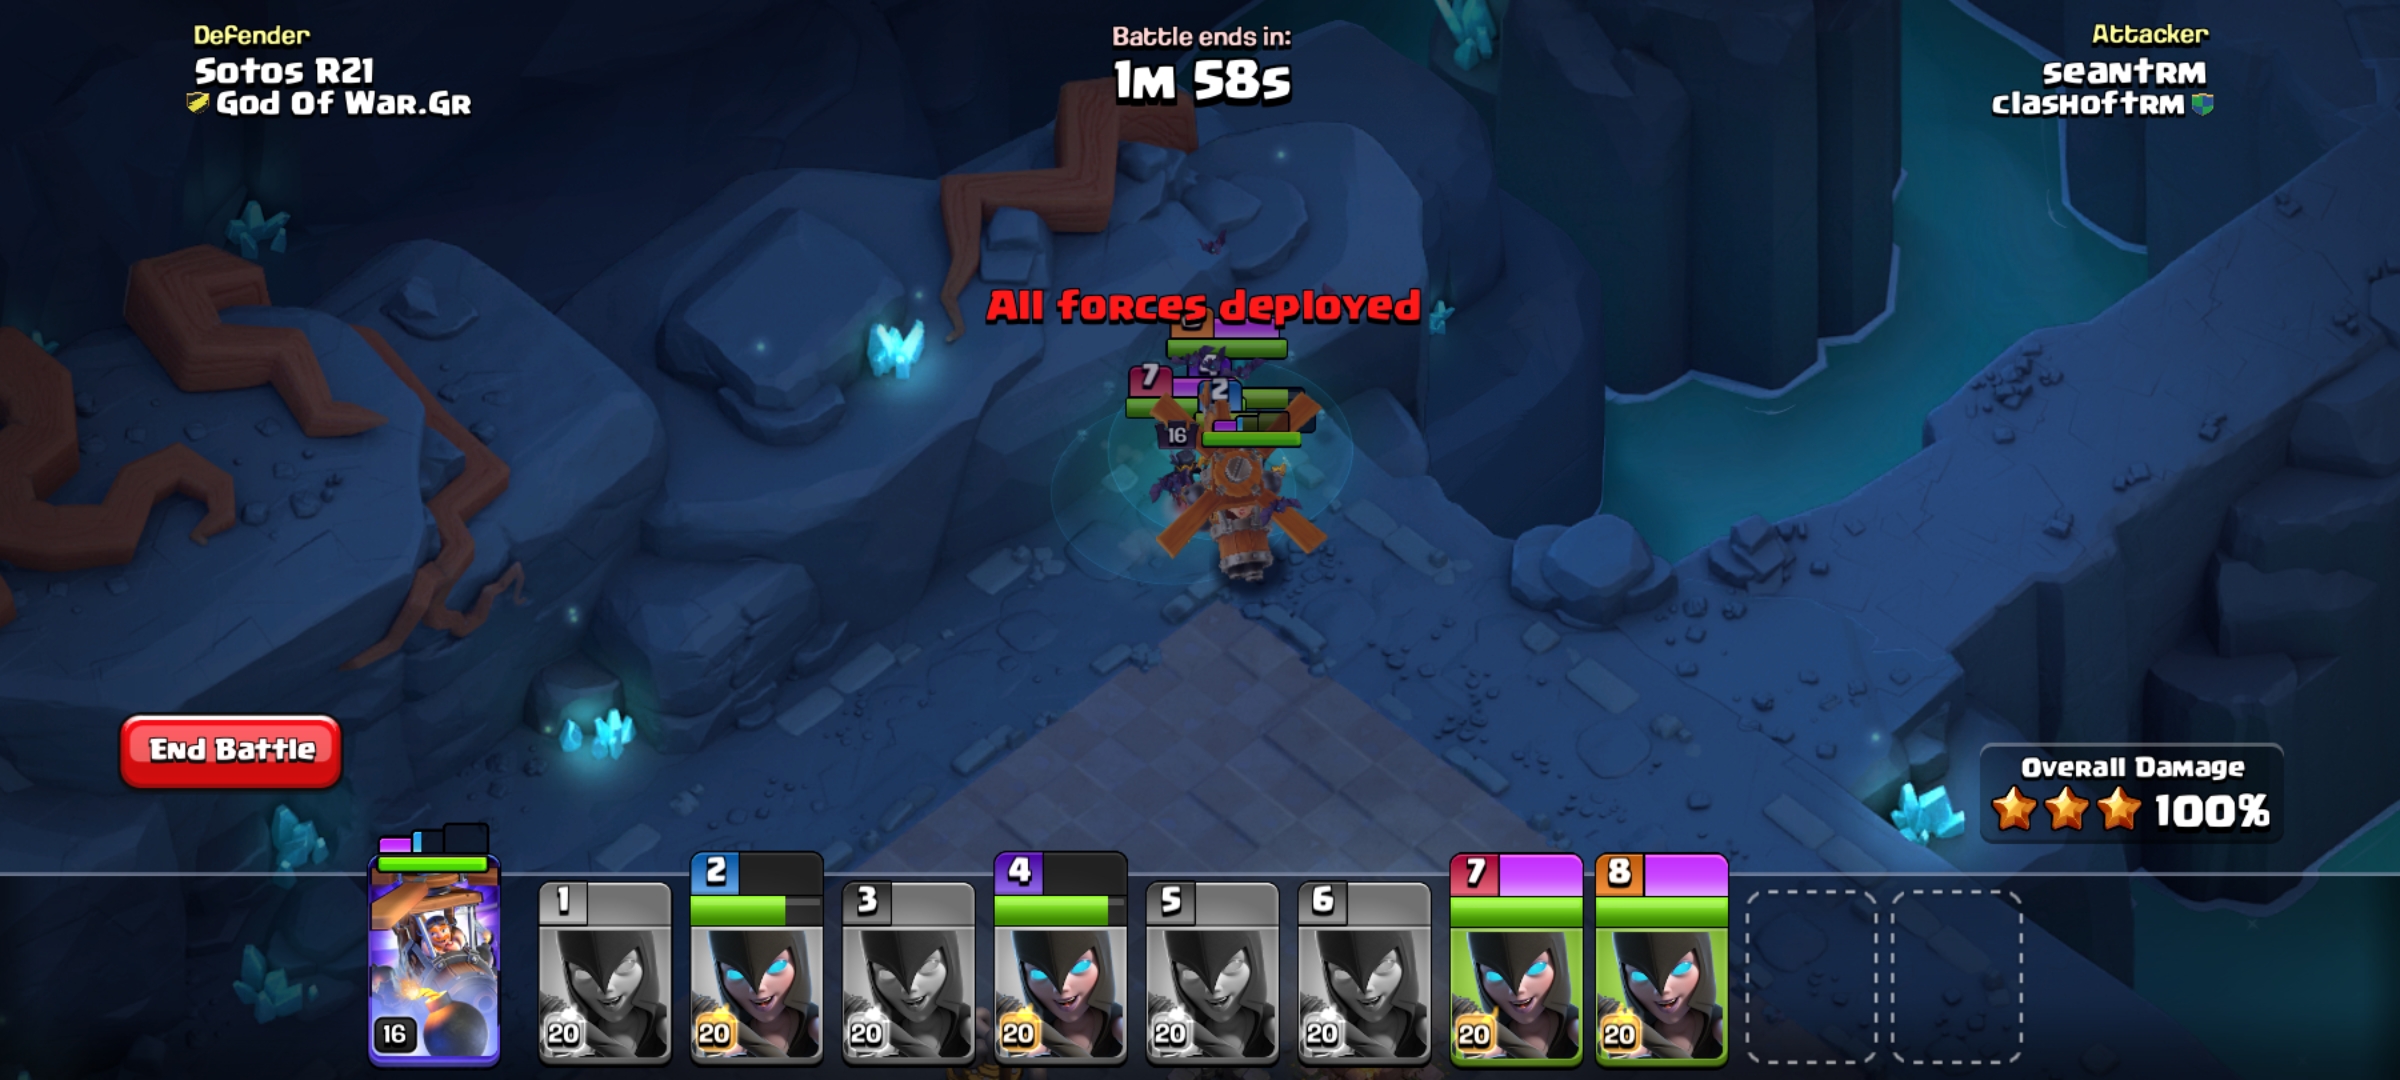 Defender
Sotos R21
God Of War.Gr
Battle ends in:
1M 58s
Attacker
seantRM
clashoftRM
All forces deployed
7
2
16
End Battle
Overall Damage
100%
16
1
20
2
20
3
20
4
20
5
20
6
20
7
20
8
20